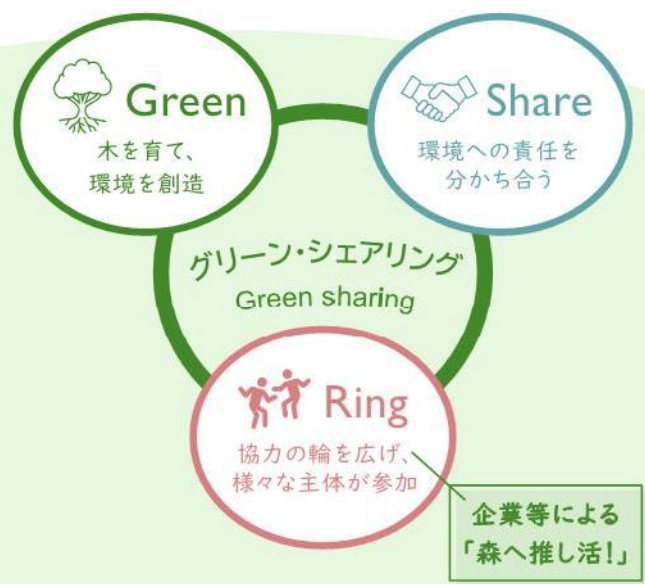 Green
木を育て、
環境を創造
Share
環境への責任を
分かち合う
グリーン・シェアリング
Green sharing
Ring
協力の輪を広げ、
様々な主体が参加
企業等による
「森へ推し活!」